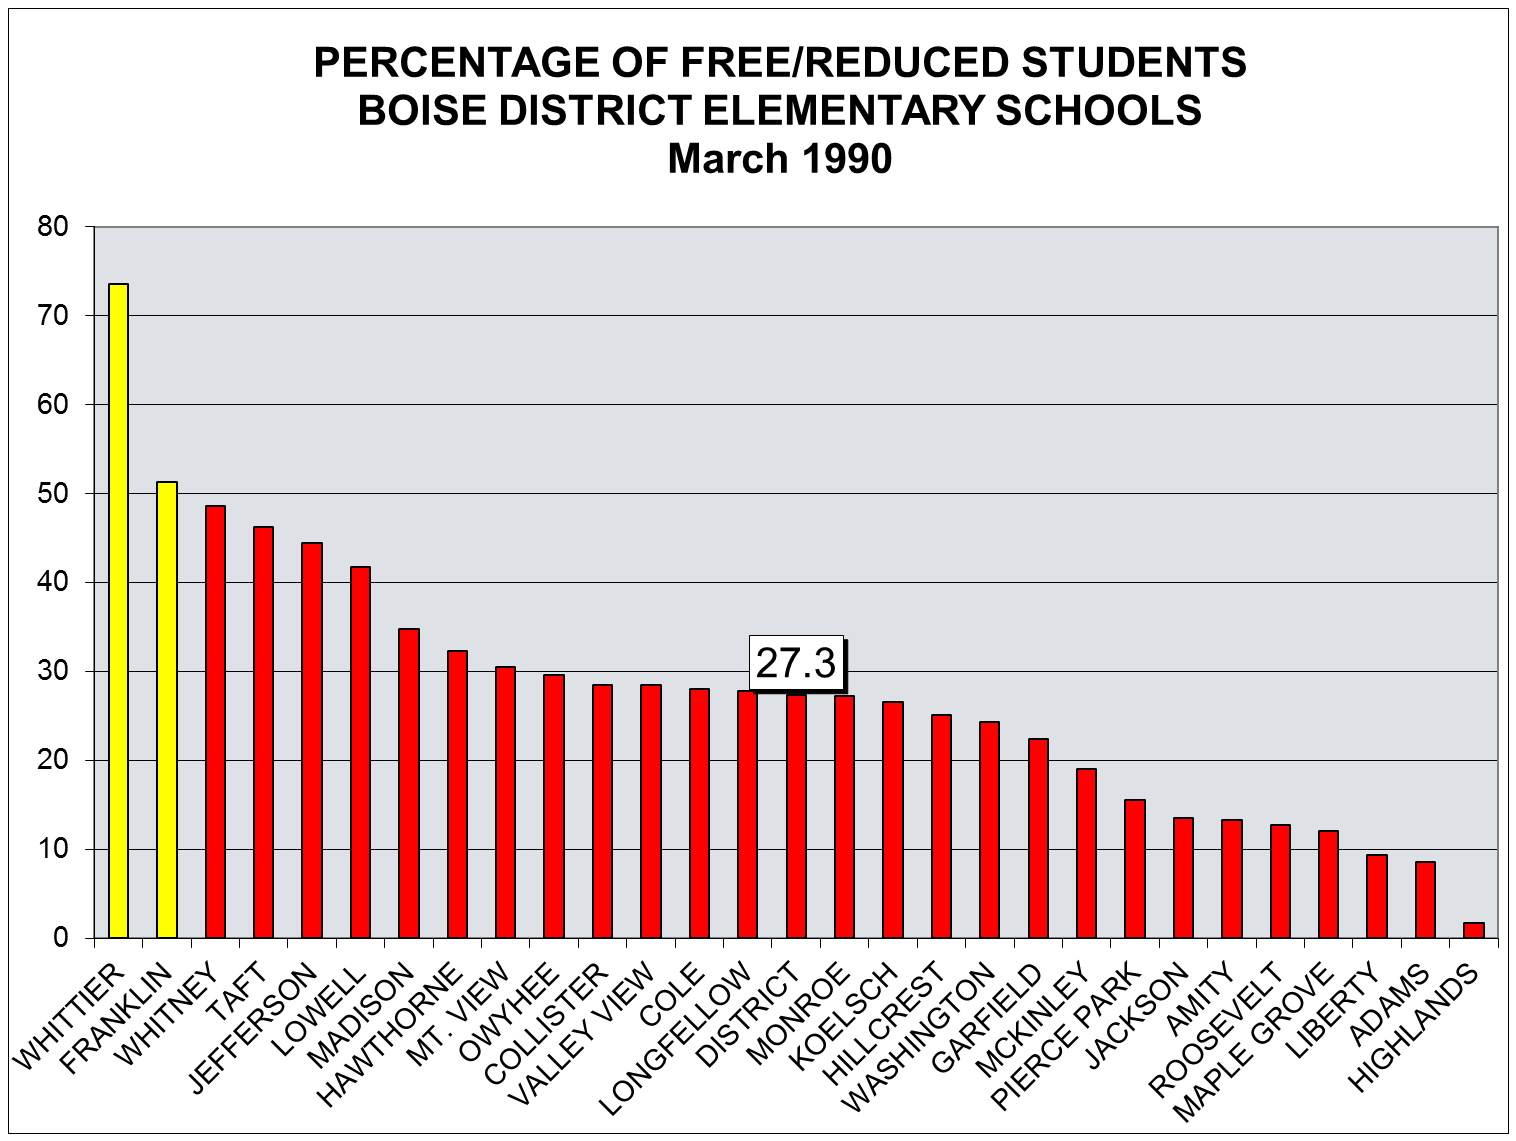 PERCENTAGE OF FREE/REDUCED STUDENTS
BOISE DISTRICT ELEMENTARY SCHOOLS
March 1990
80
70
60
50
40
30
20
10
0
27.3
WHITTIER
FRANKLIN
WHITNEY
TAFT
JEFFERSON
LOWELL
MADISON
HAWTHORNE
MT. VIEW
OWYHEE
COLLISTER
VALLEY VIEW
COLE
LONGFELLOW
DISTRICT
MONROE
KOELSCH
HILLCREST
WASHINGTON
GARFIELD
MCKINLEY
PIERCE PARK
JACKSON
AMITY
ROOSEVELT
MAPLE GROVE
LIBERTY
ADAMS
HIGHLANDS